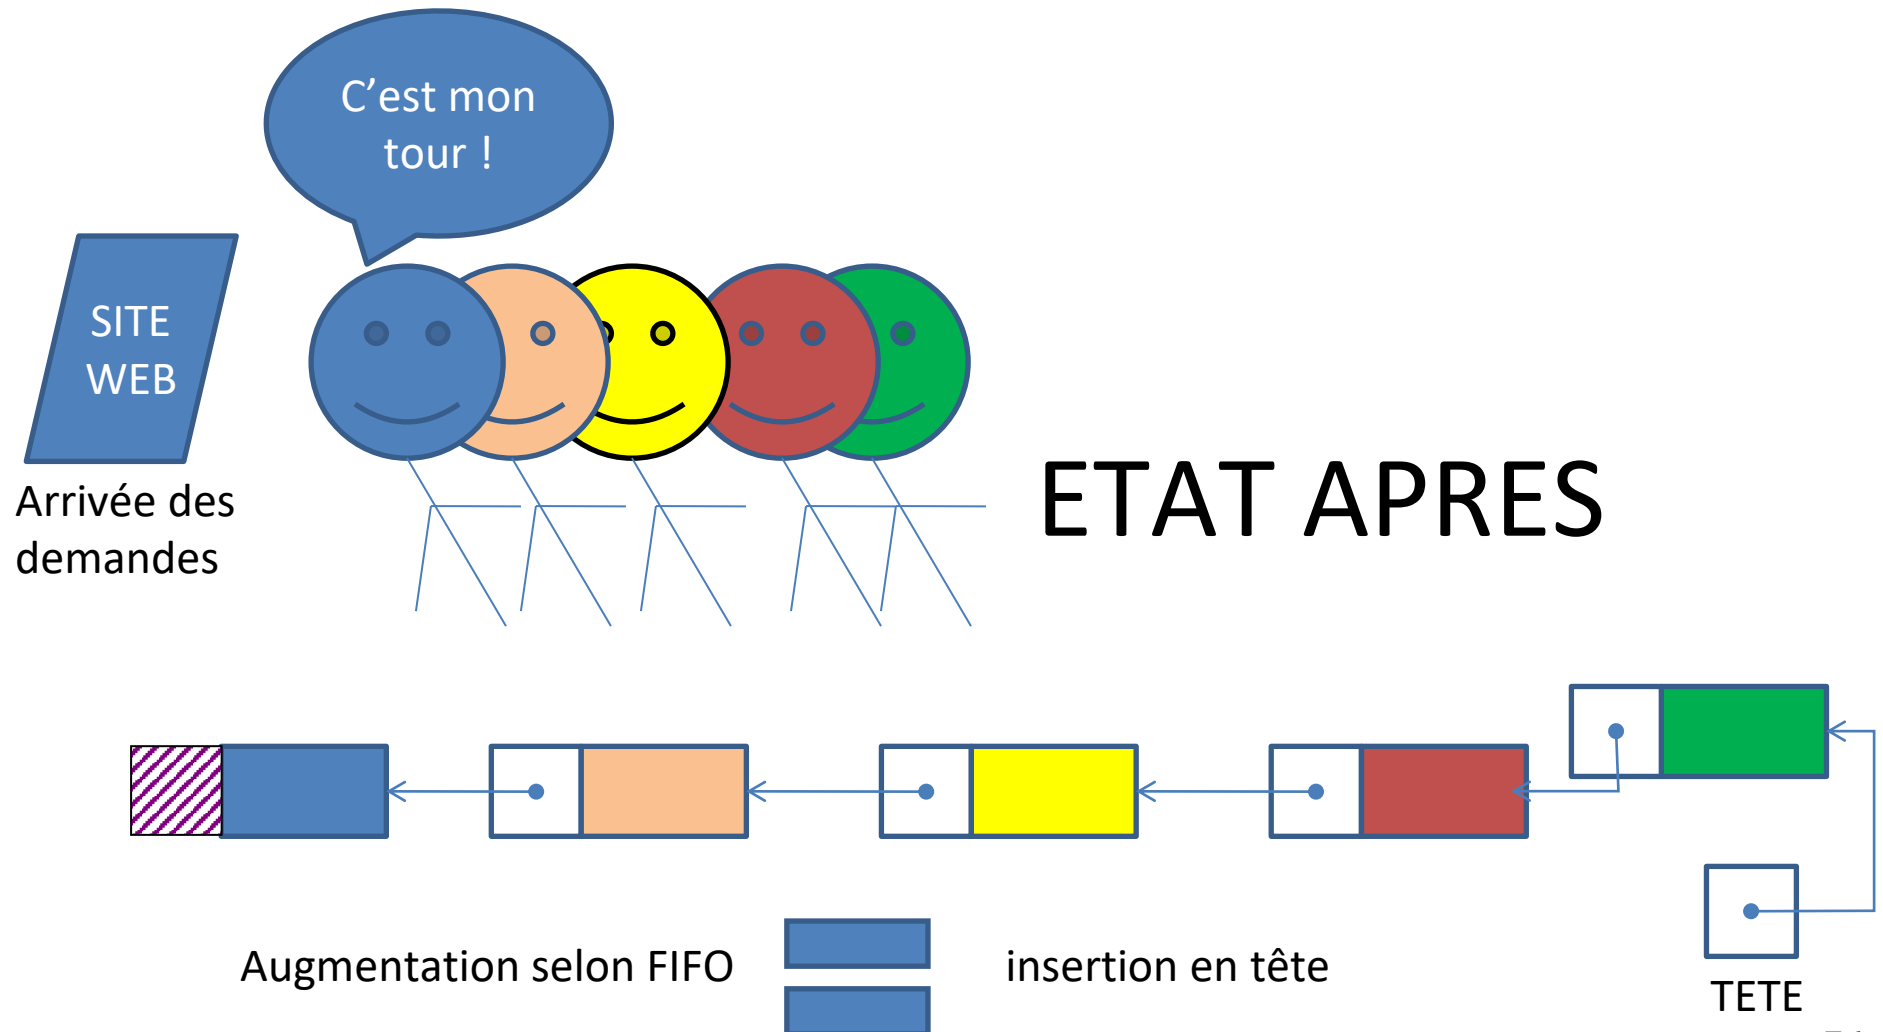 C’est mon
tour !
SITE
WEB
Arrivée des
demandes
ETAT APRES
Augmentation selon FIFO
insertion en tête
TETE